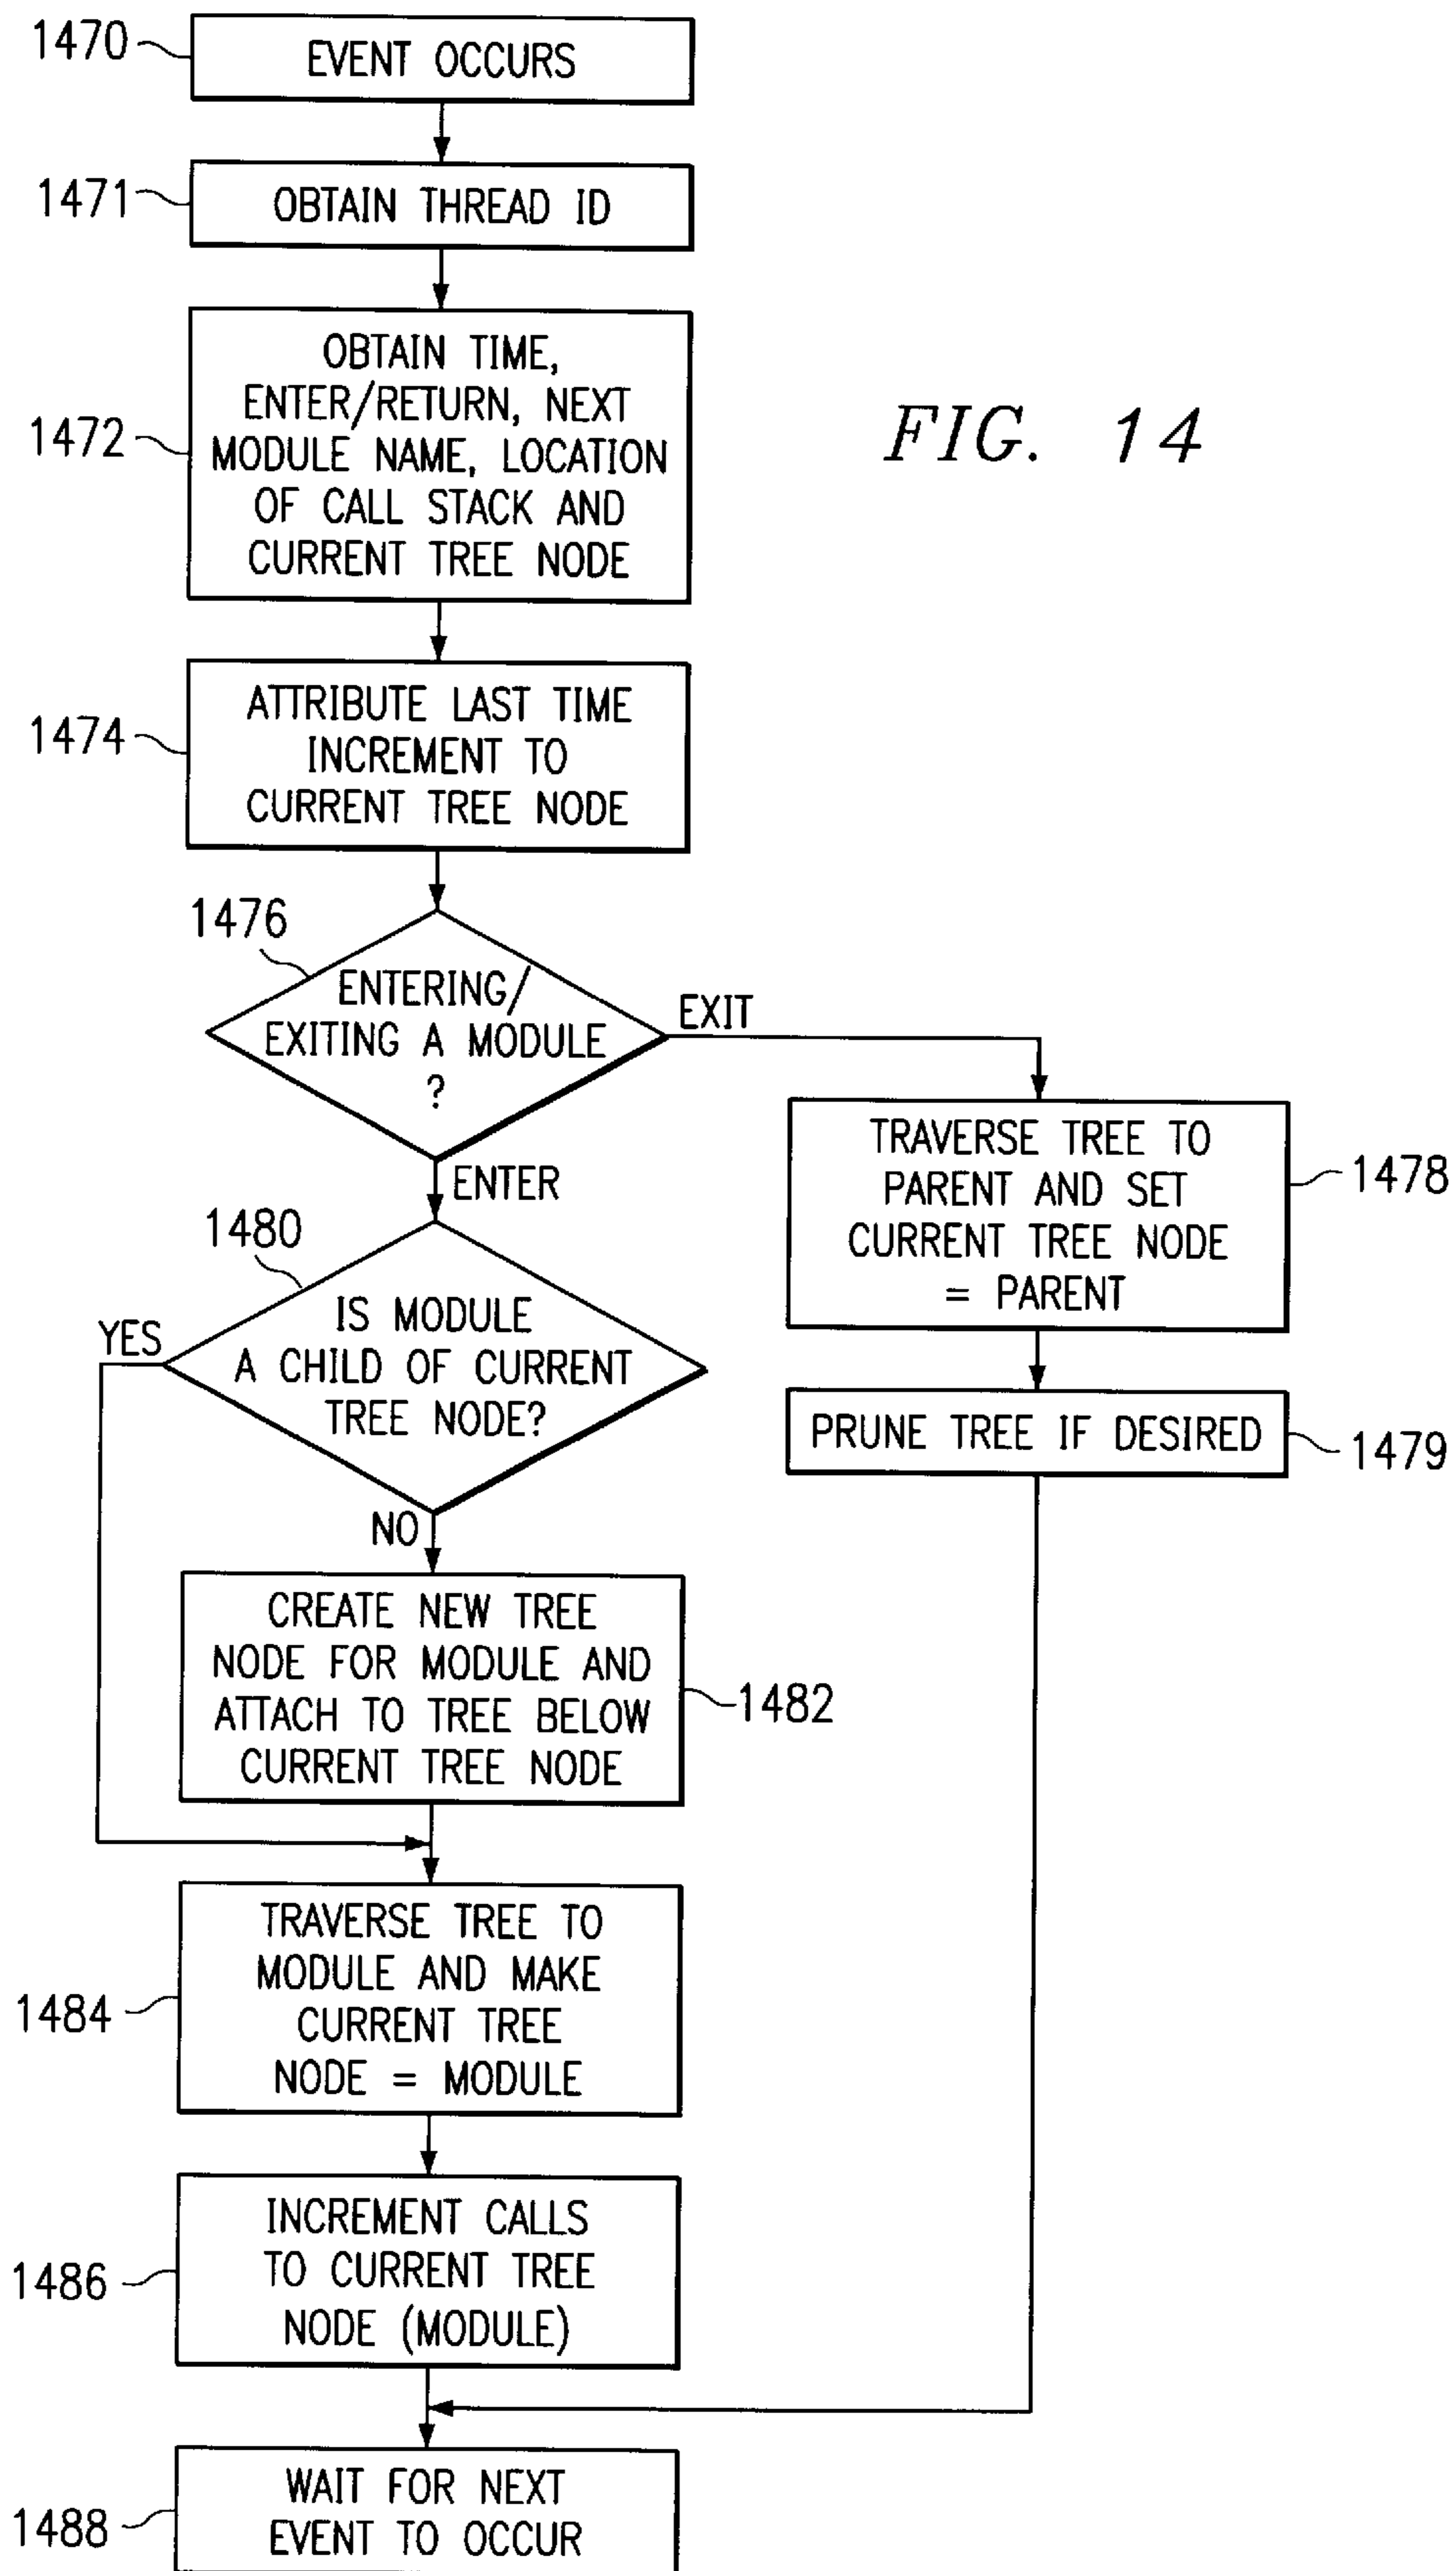 1470
EVENT OCCURS
1471
OBTAIN THREAD ID
1472
OBTAIN TIME,
ENTER/RETURN, NEXT
MODULE NAME, LOCATION
OF CALL STACK AND
CURRENT TREE NODE
FIG. 14
1474
ATTRIBUTE LAST TIME
INCREMENT TO
CURRENT TREE NODE
1476
ENTERING/
EXITING A MODULE
?
EXIT
ENTER
TRAVERSE TREE TO
PARENT AND SET
CURRENT TREE NODE
= PARENT
1478
PRUNE TREE IF DESIRED
1479
1480
IS MODULE
A CHILD OF CURRENT
TREE NODE?
YES
NO
CREATE NEW TREE
NODE FOR MODULE AND
ATTACH TO TREE BELOW
CURRENT TREE NODE
1482
1484
TRAVERSE TREE TO
MODULE AND MAKE
CURRENT TREE
NODE = MODULE
1486
INCREMENT CALLS
TO CURRENT TREE
NODE (MODULE)
1488
WAIT FOR NEXT
EVENT TO OCCUR